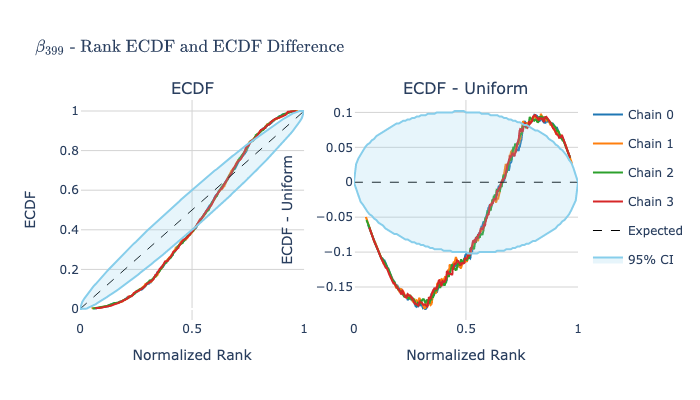 β399 - Rank ECDF and ECDF Difference
ECDF
ECDF - Uniform
ECDF
1
0.8
0.6
0.4
0.2
0
0
0.5
1
Normalized Rank
ECDF - Uniform
0.1
0.05
0
−0.05
−0.1
−0.15
0
0.5
1
Normalized Rank
Chain 0
Chain 1
Chain 2
Chain 3
Expected
95% CI